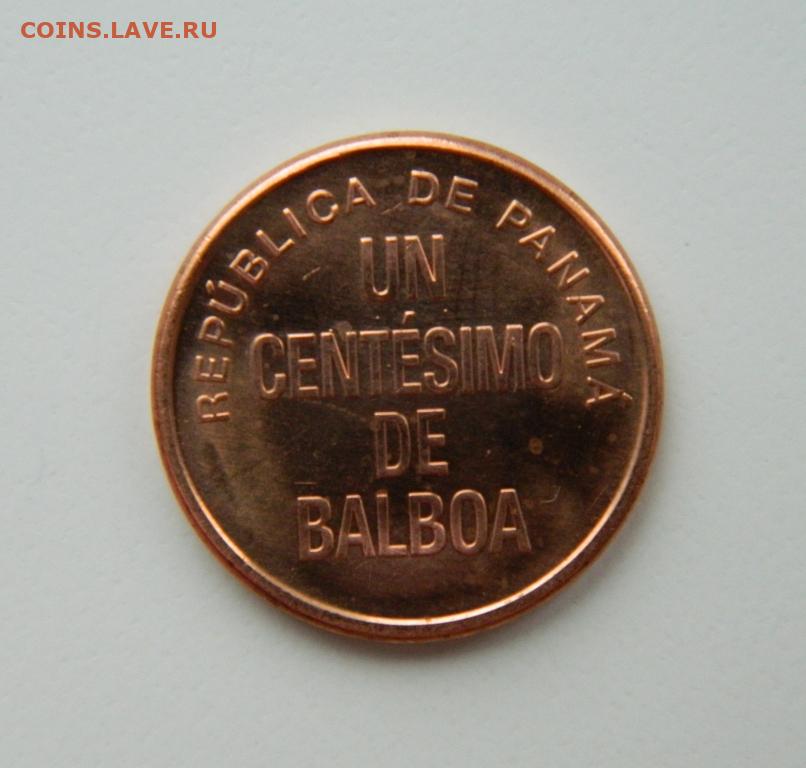 COINS.LAVE.RU
REPÚBLICA DE PANAMÁ
UN
CENTÉSIMO
DE
BALBOA